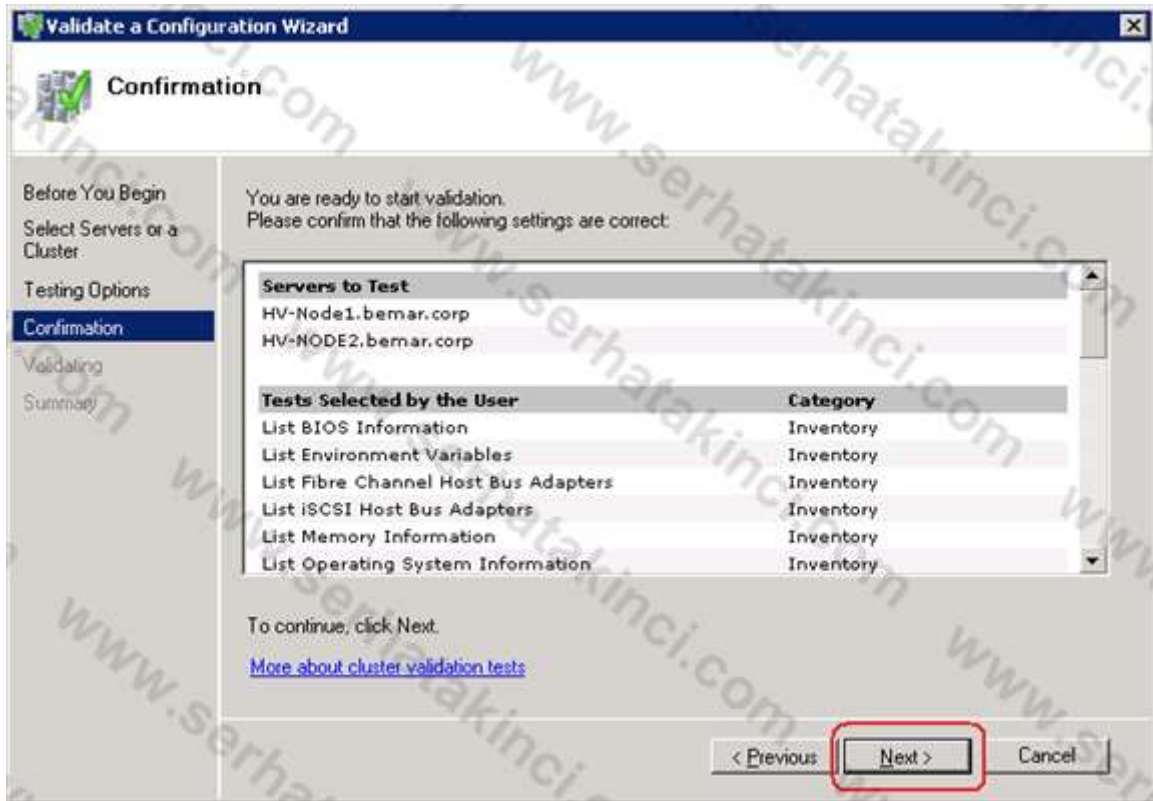 Validate a Configuration Wizard
Confirmation
Before You Begin
Select Servers or a
Cluster
Testing Options
Confirmation
Validating
Summary
You are ready to start validation.
Please confirm that the following settings are correct:
Servers to Test
HV-Node1.bemar.corp
HV-NODE2.bemar.corp
Tests Selected by the User Category
List BIOS Information Inventory
List Environment Variables Inventory
List Fibre Channel Host Bus Adapters Inventory
List iSCSI Host Bus Adapters Inventory
List Memory Information Inventory
List Operating System Information Inventory
To continue, click Next.
More about cluster validation tests
< Previous Next > Cancel
www.serhatakinci.com